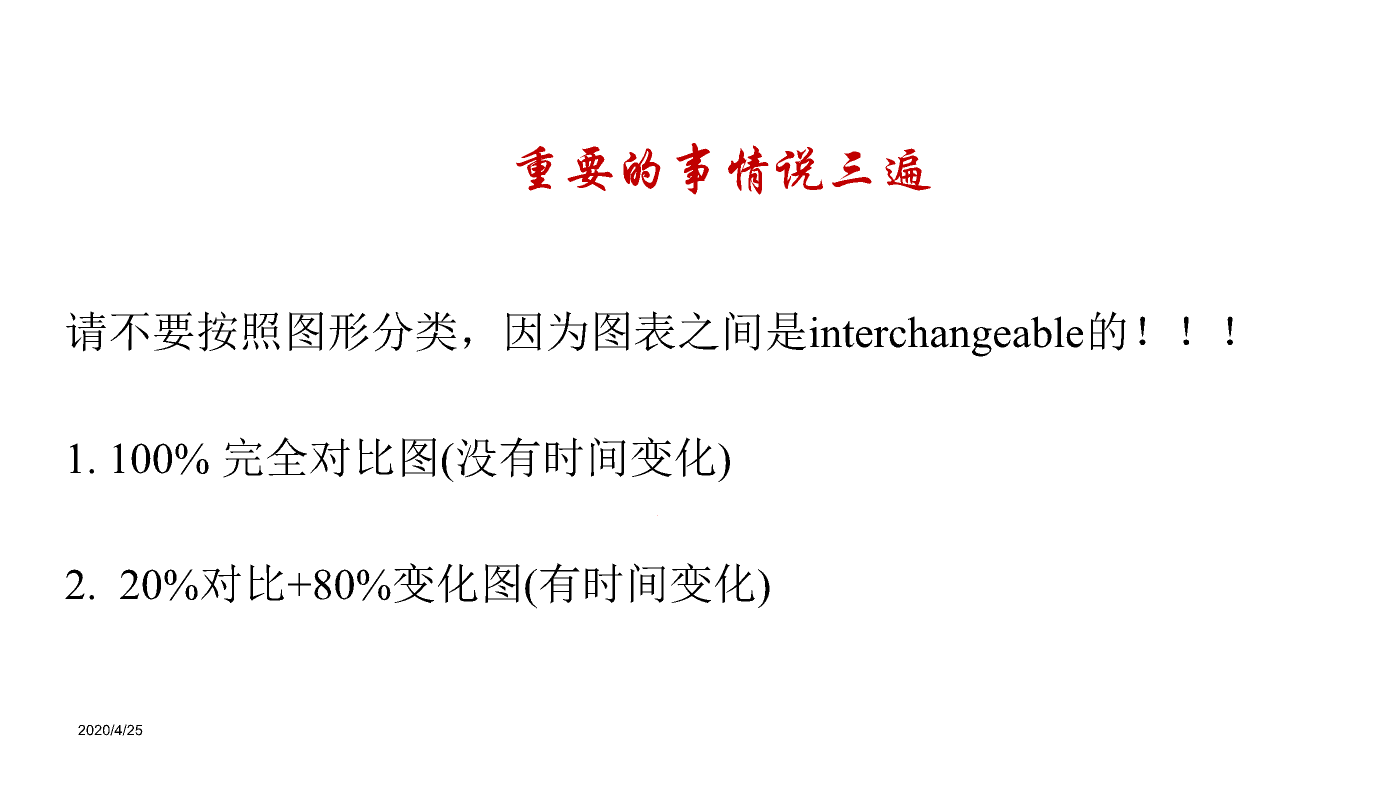 重要的事情说三遍
请不要按照图形分类，因为图表之间是interchangeable的！！！
1. 100% 完全对比图(没有时间变化)
2.  20%对比+80%变化图(有时间变化)
2020/4/25